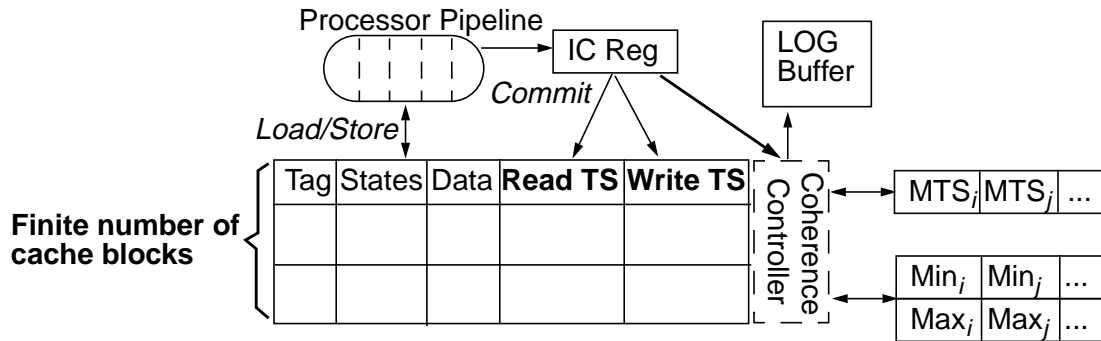 Processor Pipeline
IC Reg
LOG
Buffer
Commit
Load/Store
Tag States Data Read TS Write TS
Coherence
Controller
MTSi MTSj ...
Finite number of
cache blocks
Mini Minj ...
Maxi Maxj ...